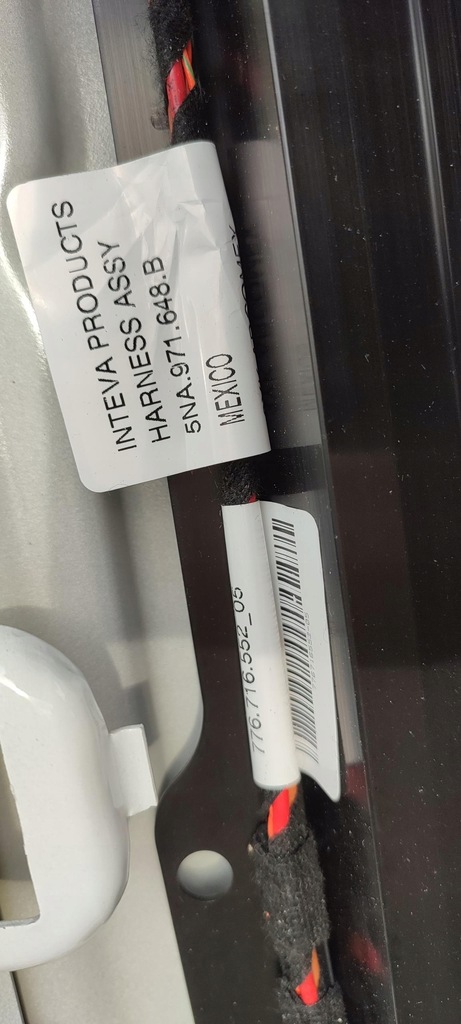 INTEVA PRODUCTS
HARNESS ASSY
5NA.971.648.B
MEXICO
776.716.552_05